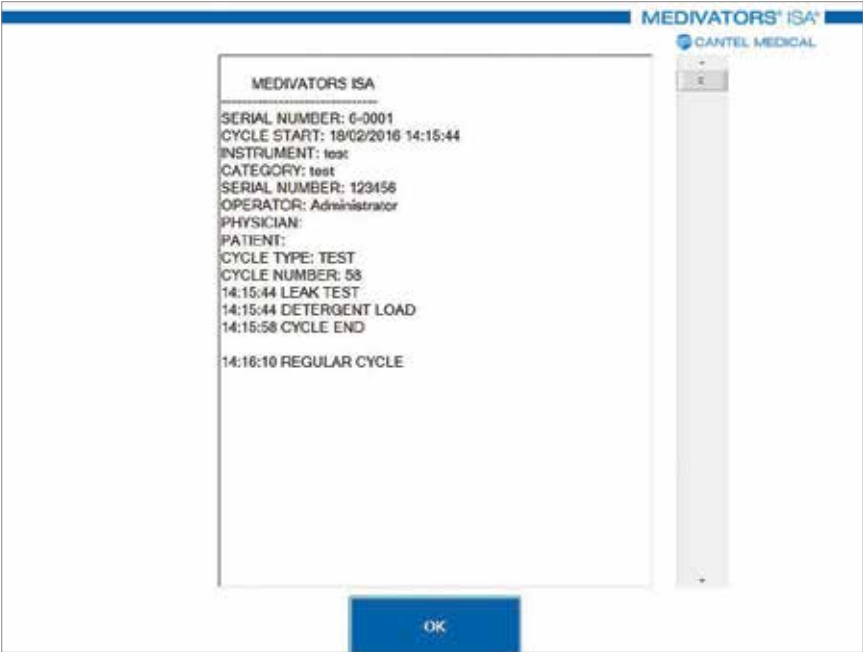 MEDIVATORS® ISA®
CANTEL MEDICAL
MEDIVATORS ISA
--------------------------------------
SERIAL NUMBER: 6-0001
CYCLE START: 18/02/2016 14:15:44
INSTRUMENT: test
CATEGORY: test
SERIAL NUMBER: 123456
OPERATOR: Administrator
PHYSICIAN:
PATIENT:
CYCLE TYPE: TEST
CYCLE NUMBER: 58
14:15:44 LEAK TEST
14:15:44 DETERGENT LOAD
14:15:58 CYCLE END
14:16:10 REGULAR CYCLE
OK